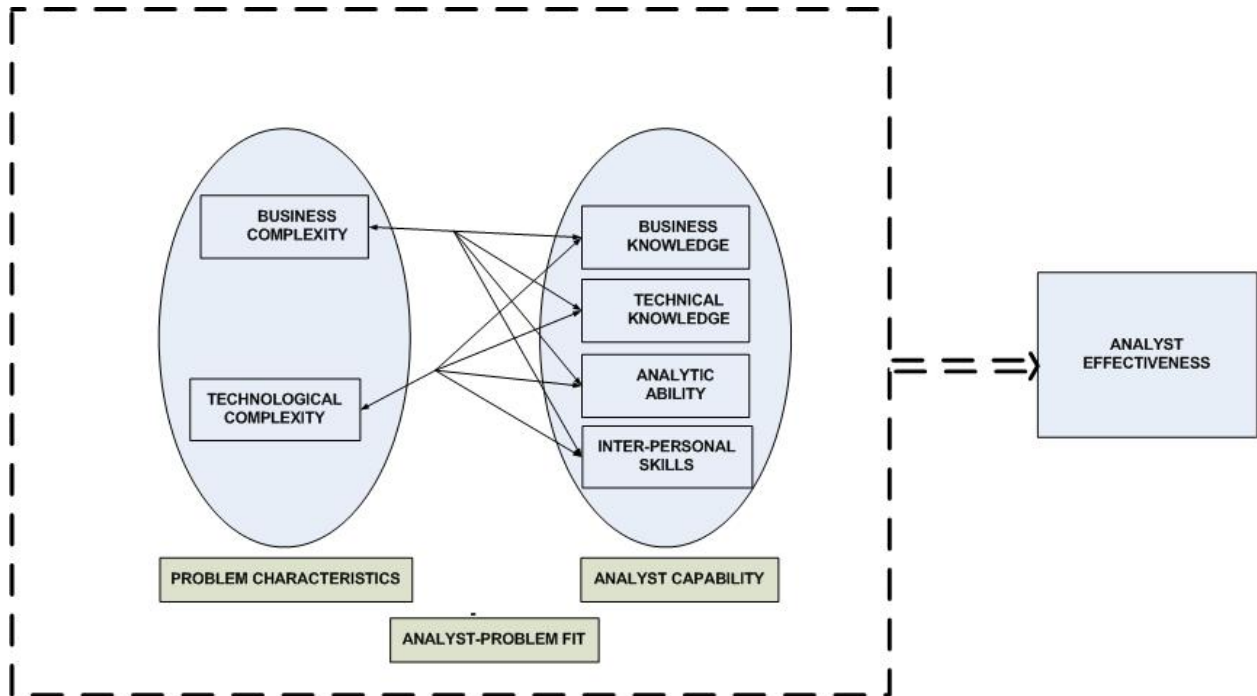 BUSINESS
COMPLEXITY
TECHNOLOGICAL
COMPLEXITY
PROBLEM CHARACTERISTICS
BUSINESS
KNOWLEDGE
TECHNICAL
KNOWLEDGE
ANALYTIC
ABILITY
INTER-PERSONAL
SKILLS
ANALYST CAPABILITY
ANALYST-PROBLEM FIT
ANALYST
EFFECTIVENESS